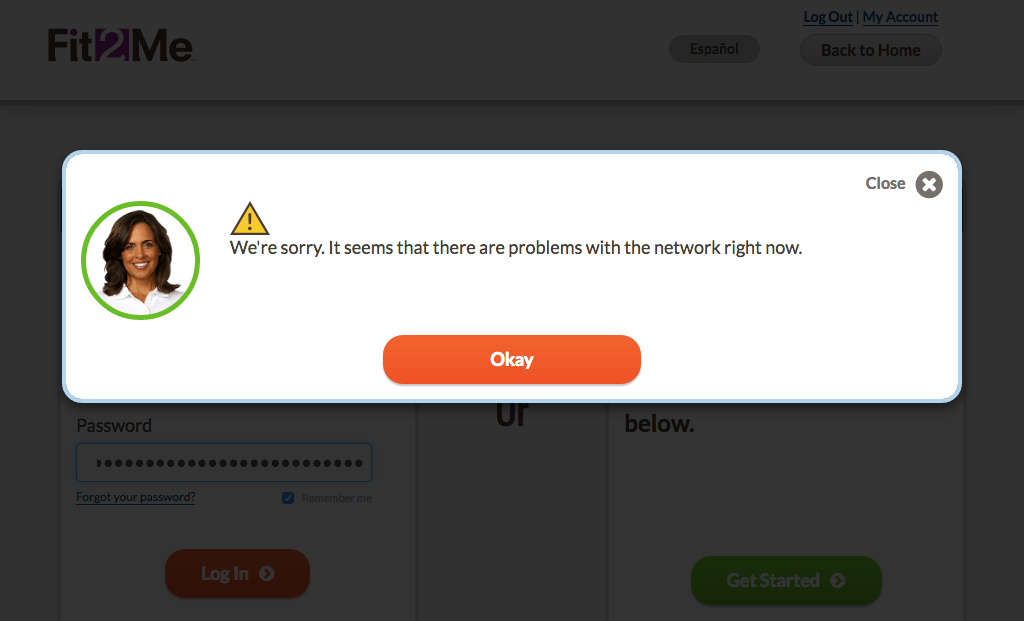 Log Out | My Account
Fit2Me
Español
Back to Home
Close
We're sorry. It seems that there are problems with the network right now.
Okay
Or
below.
Password
Forgot your password?
Remember me
Log In
Get Started